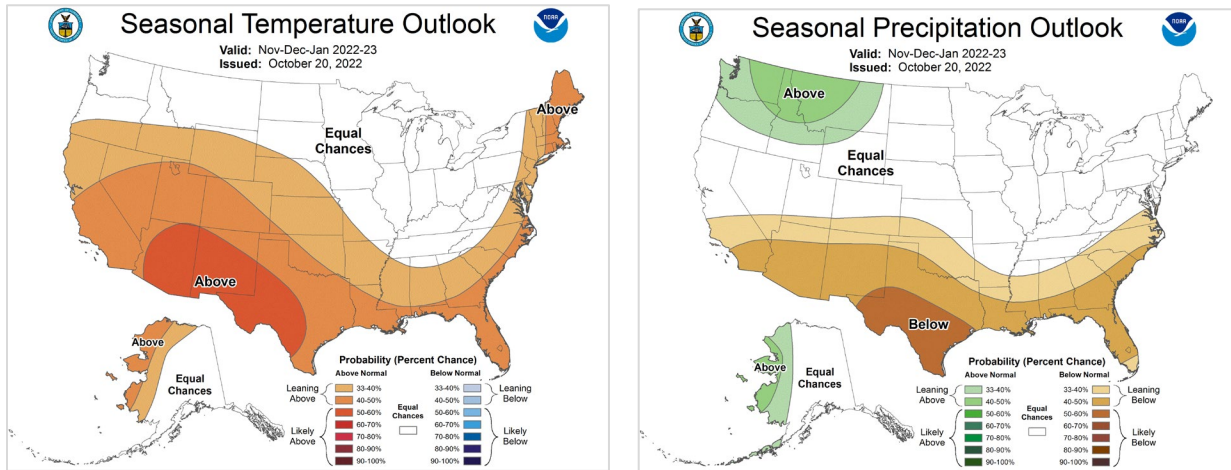 Seasonal Temperature Outlook
NOAA
Valid: Nov-Dec-Jan 2022-23
Issued: October 20, 2022
Above
Equal
Chances
Above
Above
Equal
Chances
Probability (Percent Chance)
Above Normal
Below Normal
Leaning
Above
33-40%
40-50%
Likely
Above
50-60%
60-70%
70-80%
80-90%
90-100%
Equal
Chances
33-40%
40-50%
Leaning
Below
50-60%
60-70%
70-80%
80-90%
90-100%
Likely
Below
Seasonal Precipitation Outlook
NOAA
Valid: Nov-Dec-Jan 2022-23
Issued: October 20, 2022
Above
Equal
Chances
Below
Above
Equal
Chances
Probability (Percent Chance)
Above Normal
Below Normal
Leaning
Above
33-40%
40-50%
Likely
Above
50-60%
60-70%
70-80%
80-90%
90-100%
Equal
Chances
33-40%
40-50%
Leaning
Below
50-60%
60-70%
70-80%
80-90%
90-100%
Likely
Below